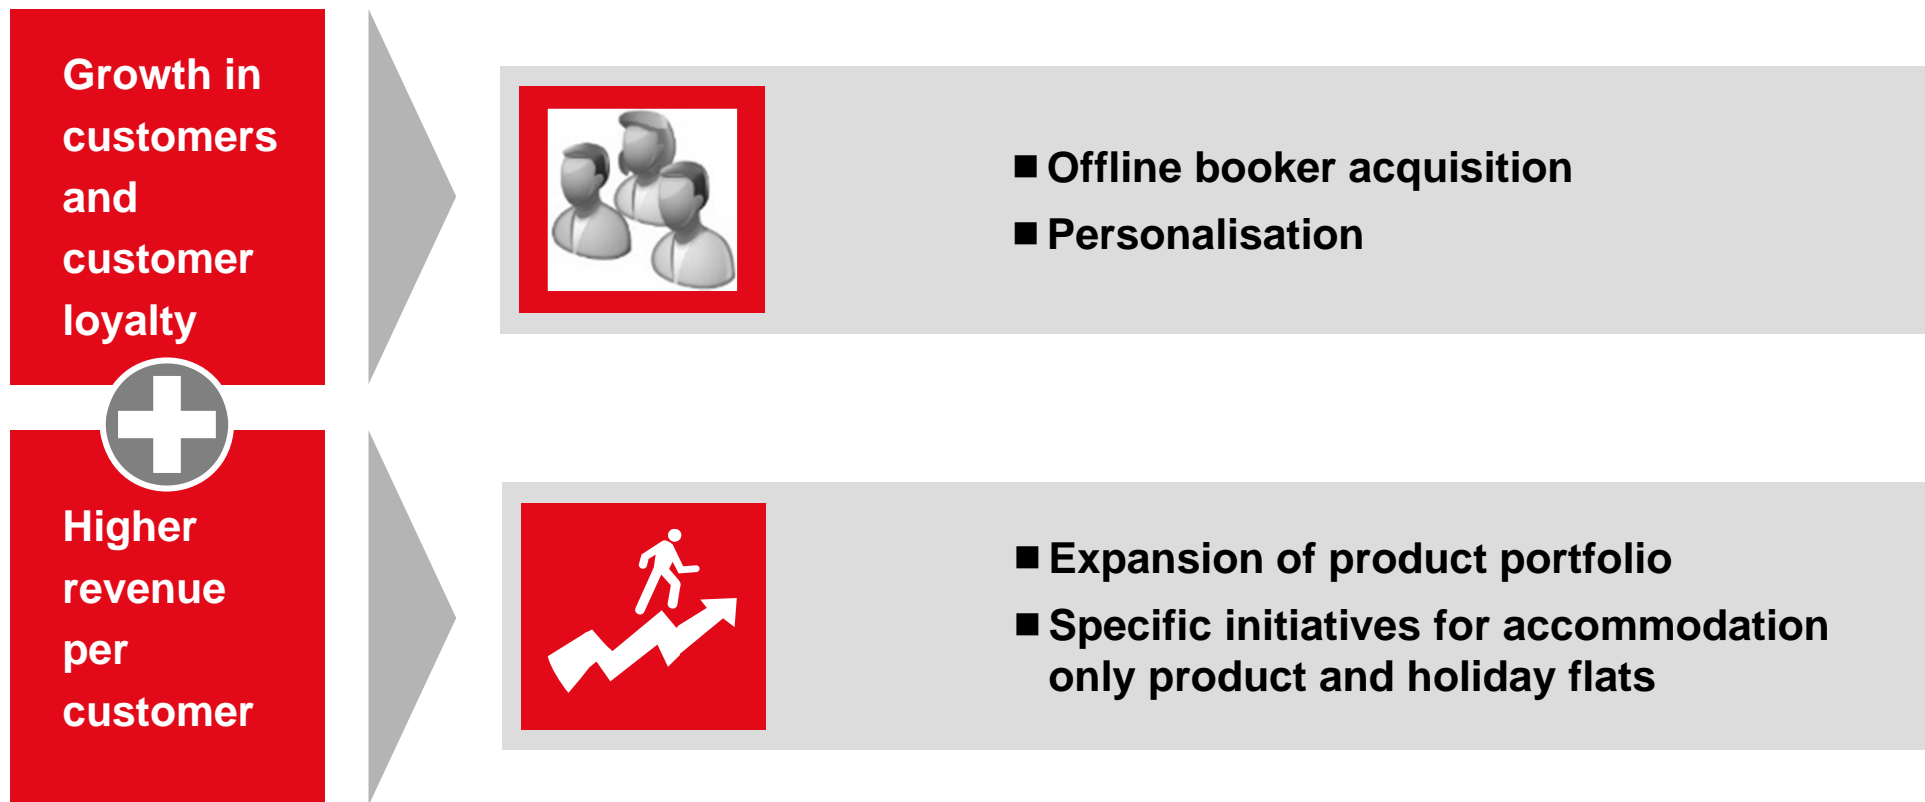 Growth in
customers
and
customer
loyalty
■ Offline booker acquisition
■ Personalisation
Higher
revenue
per
customer
■ Expansion of product portfolio
■ Specific initiatives for accommodation
only product and holiday flats